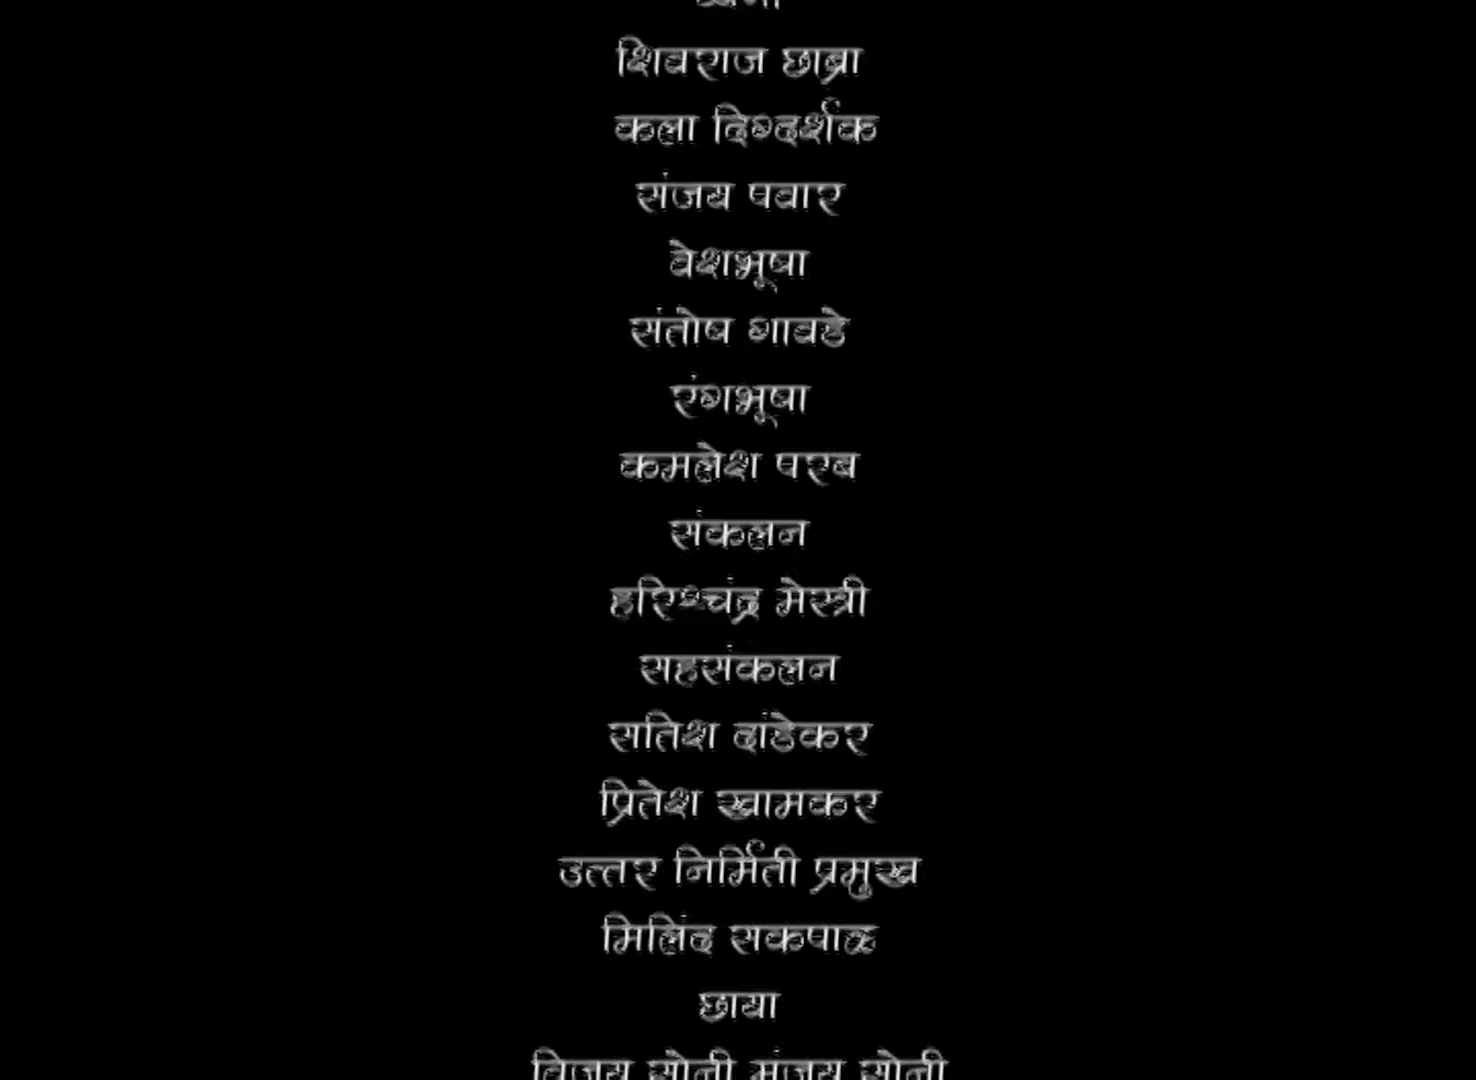 शिवराज छाब्रा
कला दिग्दर्शक
संजय पवार
वेशभूषा
संतोष गावडे
रंगभूषा
कमलेश परब
संकलन
हरिश्चंद्र मेस्त्री
सहसंकलन
सतिश दांडेकर
प्रितेश खामकर
उत्तर निर्मिती प्रमुख
मिलिंद सकपाळ
छाया